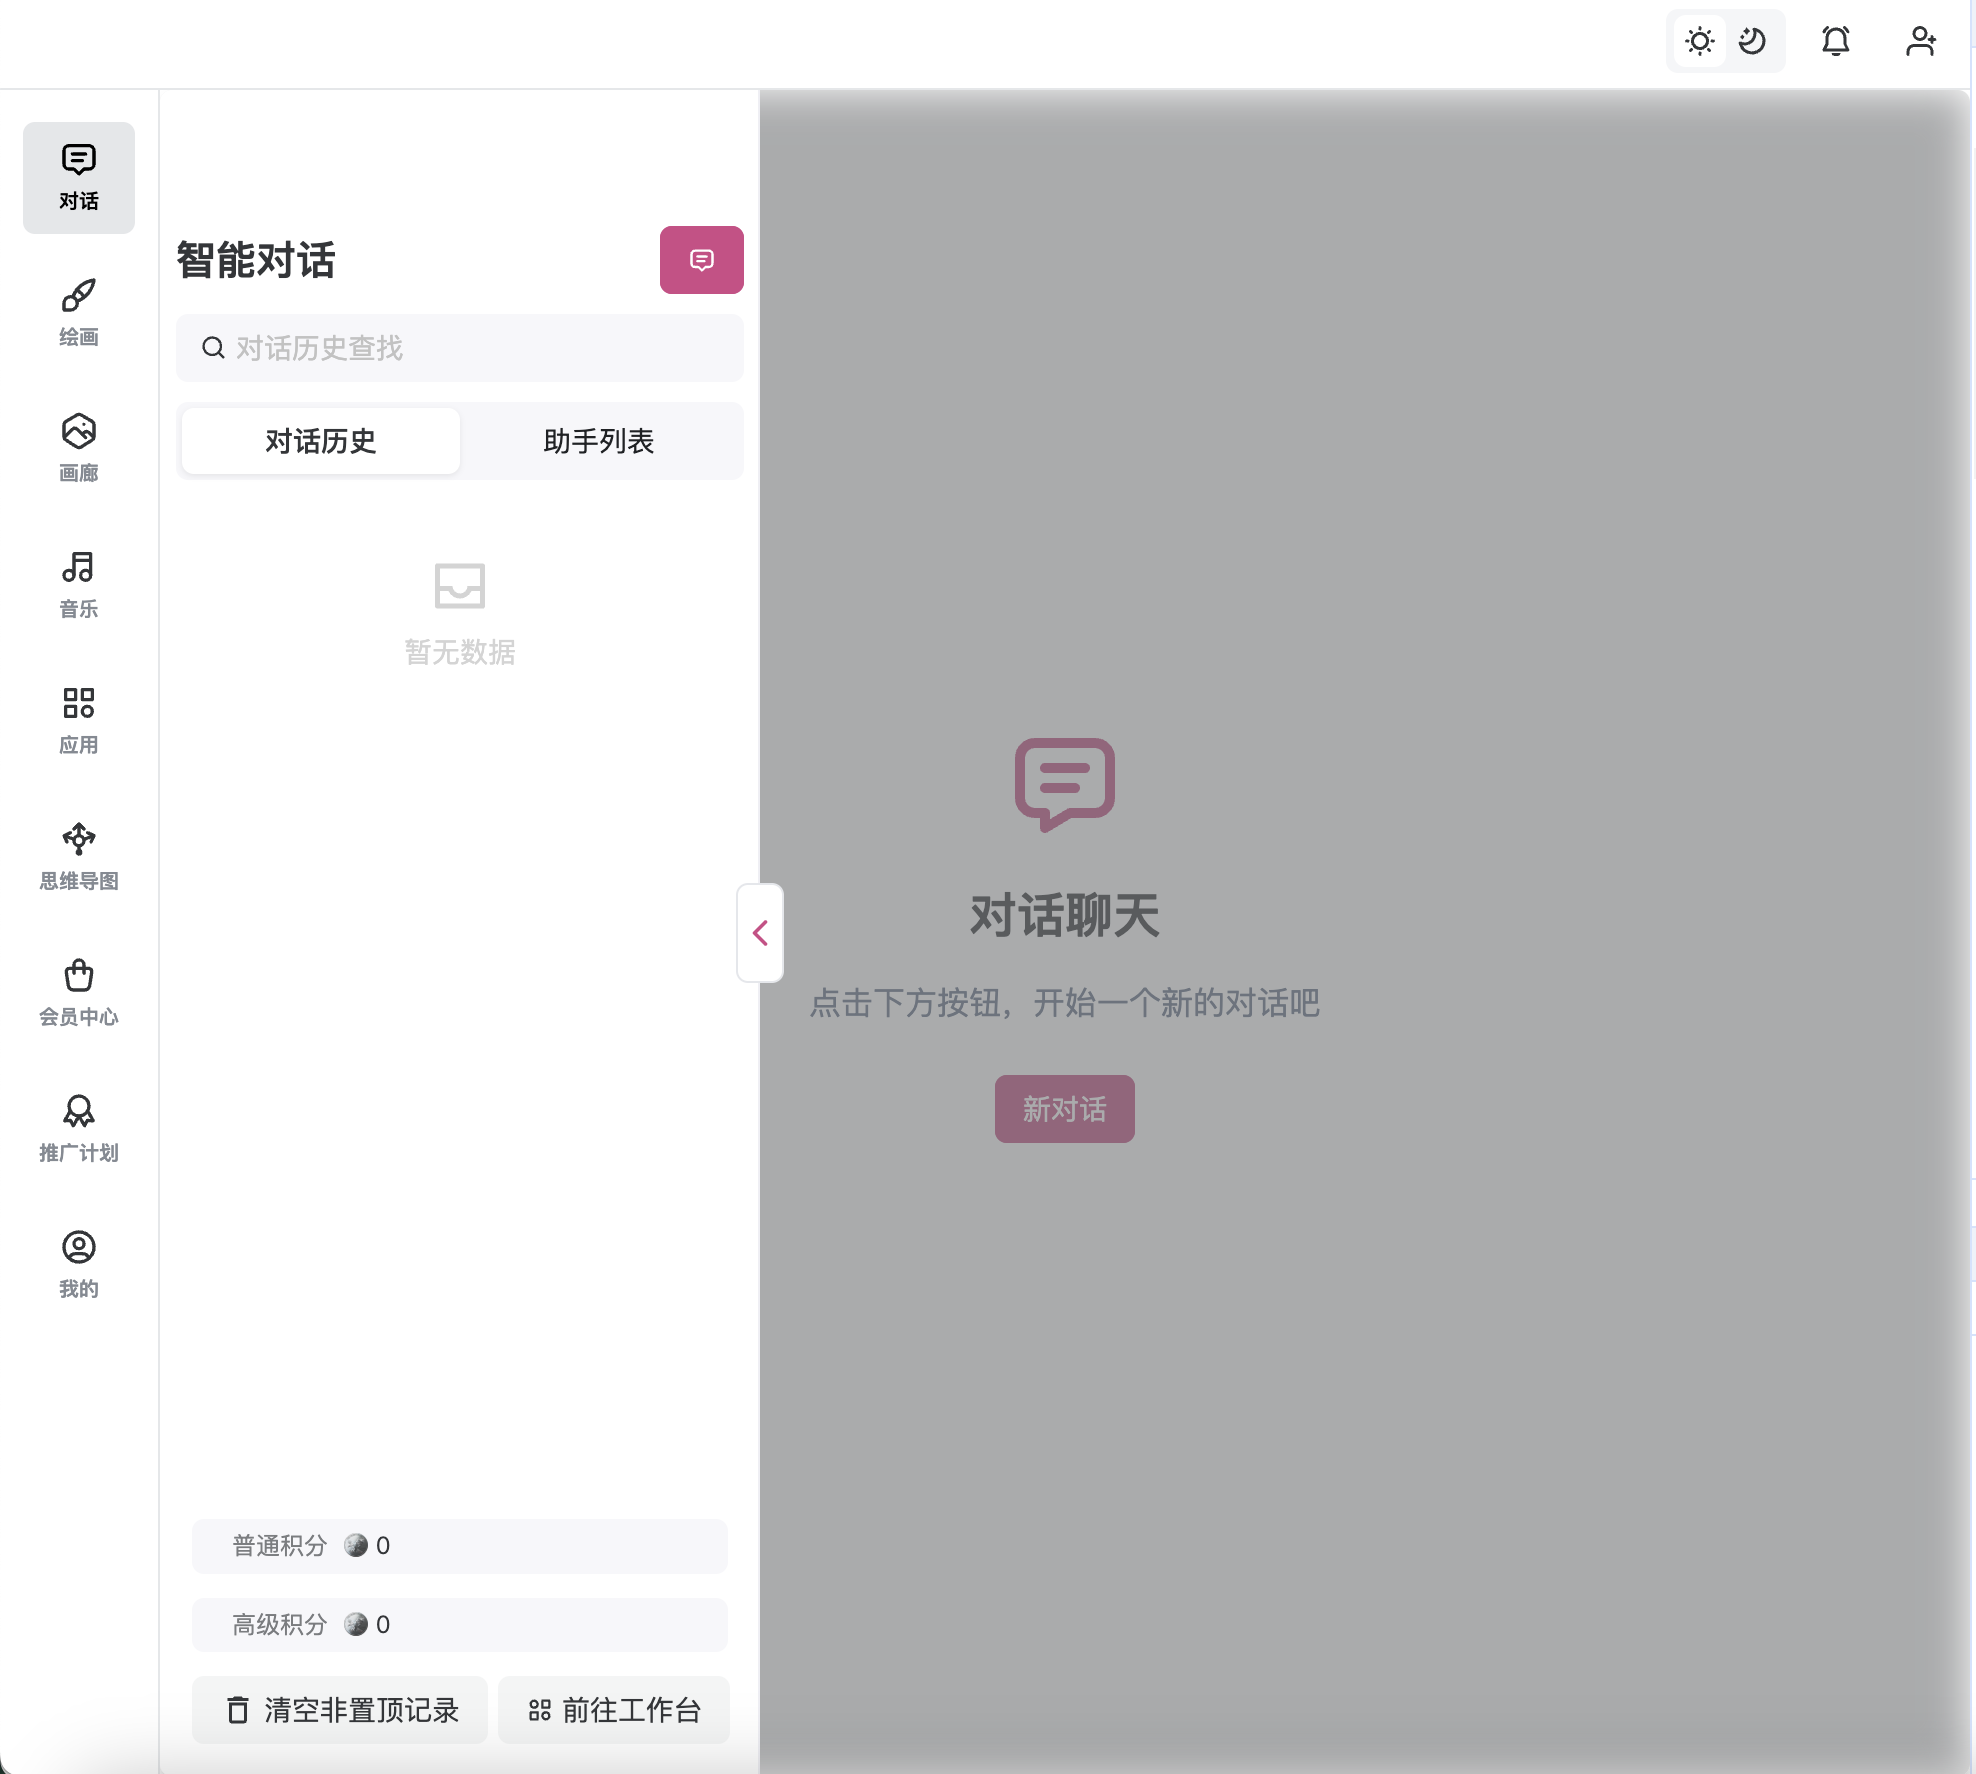 对话
绘画
画廊
音乐
应用
思维导图
会员中心
推广计划
我的
智能对话
对话历史查找
对话历史
助手列表
暂无数据
普通积分 0
高级积分 0
清空非置顶记录
前往工作台
对话聊天
点击下方按钮，开始一个新的对话吧
新对话